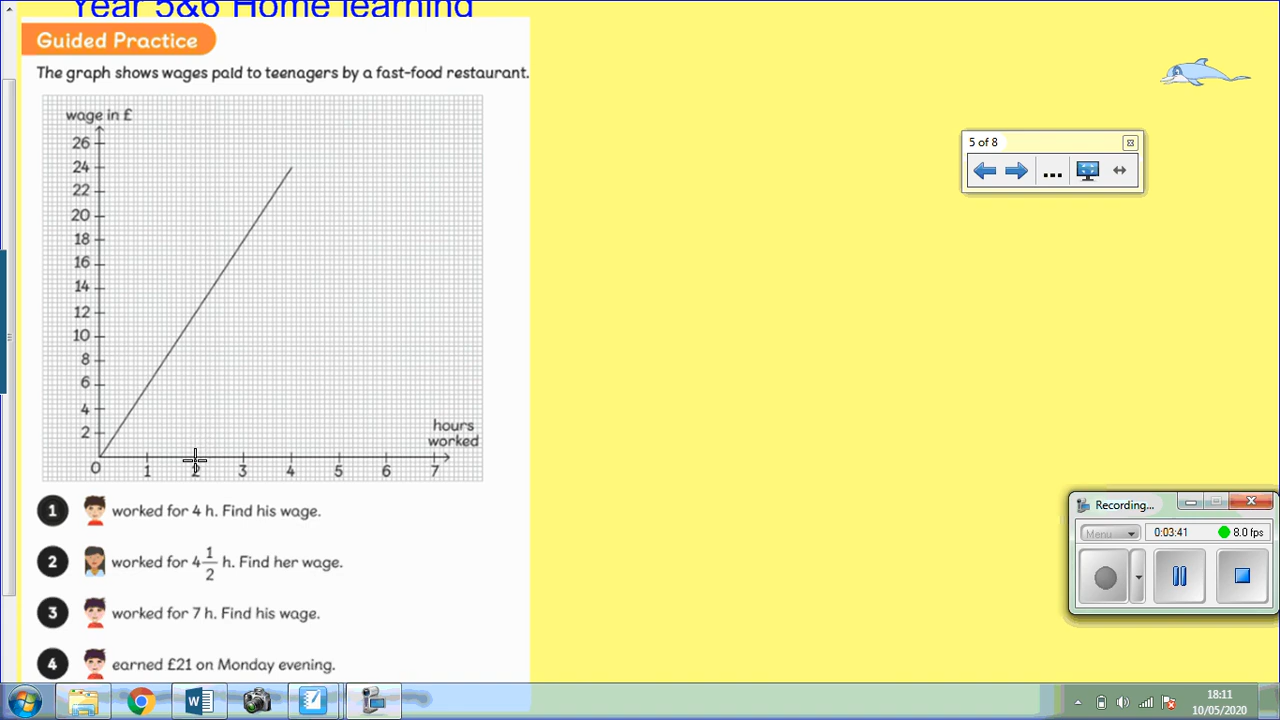 Year 5&6 Home learning
Guided Practice
The graph shows wages paid to teenagers by a fast-food restaurant.
wage in £
26
24
22
20
18
16
14
12
10
8
6
4
2
hours
worked
0 1 2 3 4 5 6 7
1 worked for 4 h. Find his wage.
2 worked for 4 1/2 h. Find her wage.
3 worked for 7 h. Find his wage.
4 earned £21 on Monday evening.
5 of 8
...
Recording...
Menu 0:03:41 8.0 fps
W
18:11
10/05/2020